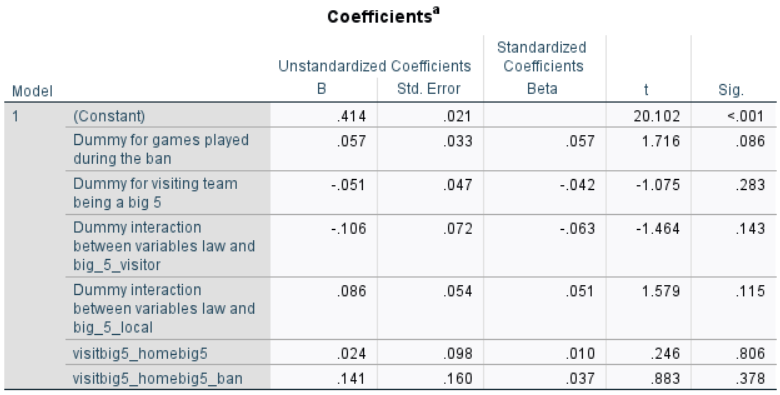 Coefficientsa
Unstandardized Coefficients Standardized Coefficients
Model B Std. Error Beta t Sig.
1 (Constant) .414 .021 20.102 <.001
Dummy for games played during the ban .057 .033 .057 1.716 .086
Dummy for visiting team being a big 5 -.051 .047 -.042 -1.075 .283
Dummy interaction between variables law and big_5_visitor -.106 .072 -.063 -1.464 .143
Dummy interaction between variables law and big_5_local .086 .054 .051 1.579 .115
visitbig5_homebig5 .024 .098 .010 .246 .806
visitbig5_homebig5_ban .141 .160 .037 .883 .378